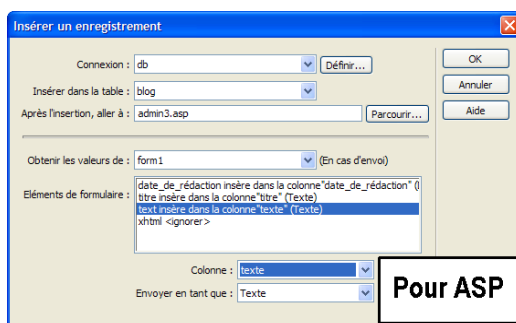 Insérer un enregistrement
Connexion : db Définir... OK
Insérer dans la table : blog Annuler
Après l'insertion, aller à : admin3.asp Parcourir... Aide
Obtenir les valeurs de : form1 (En cas d'envoi)
Eléments de formulaire : date_de_rédaction insère dans la colonne"date_de_rédaction" (
titre insère dans la colonne"titre" (Texte)
text insère dans la colonne"texte" (Texte)
xhtml <ignorer>
Colonne : texte
Envoyer en tant que : Texte
Pour ASP